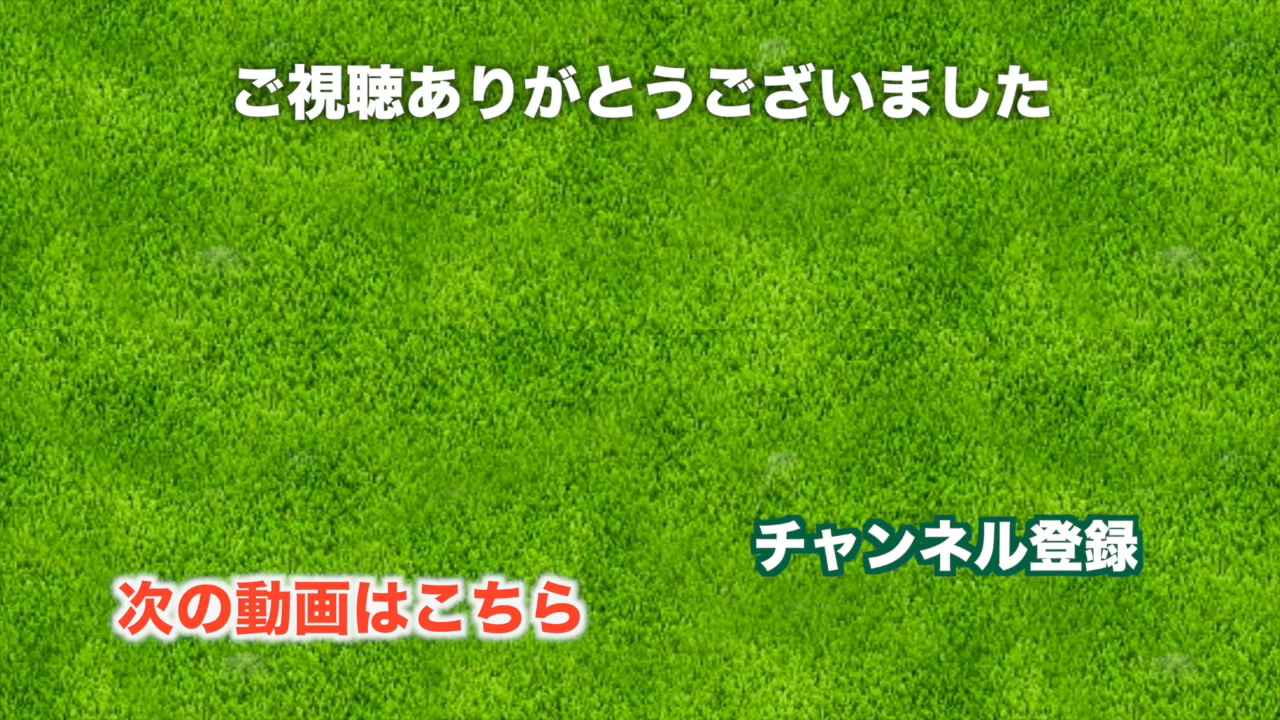 ご視聴ありがとうございました
チャンネル登録
次の動画はこちら